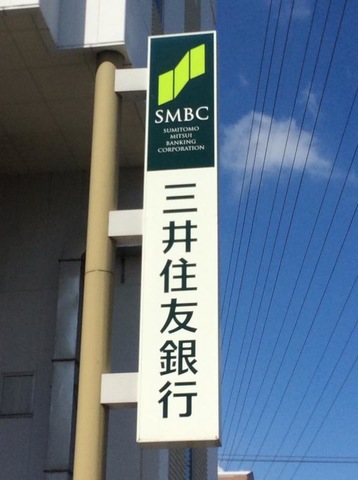 SMBC
SUMITOMO
MITSUI
BANKING
CORPORATION
三井住友銀行